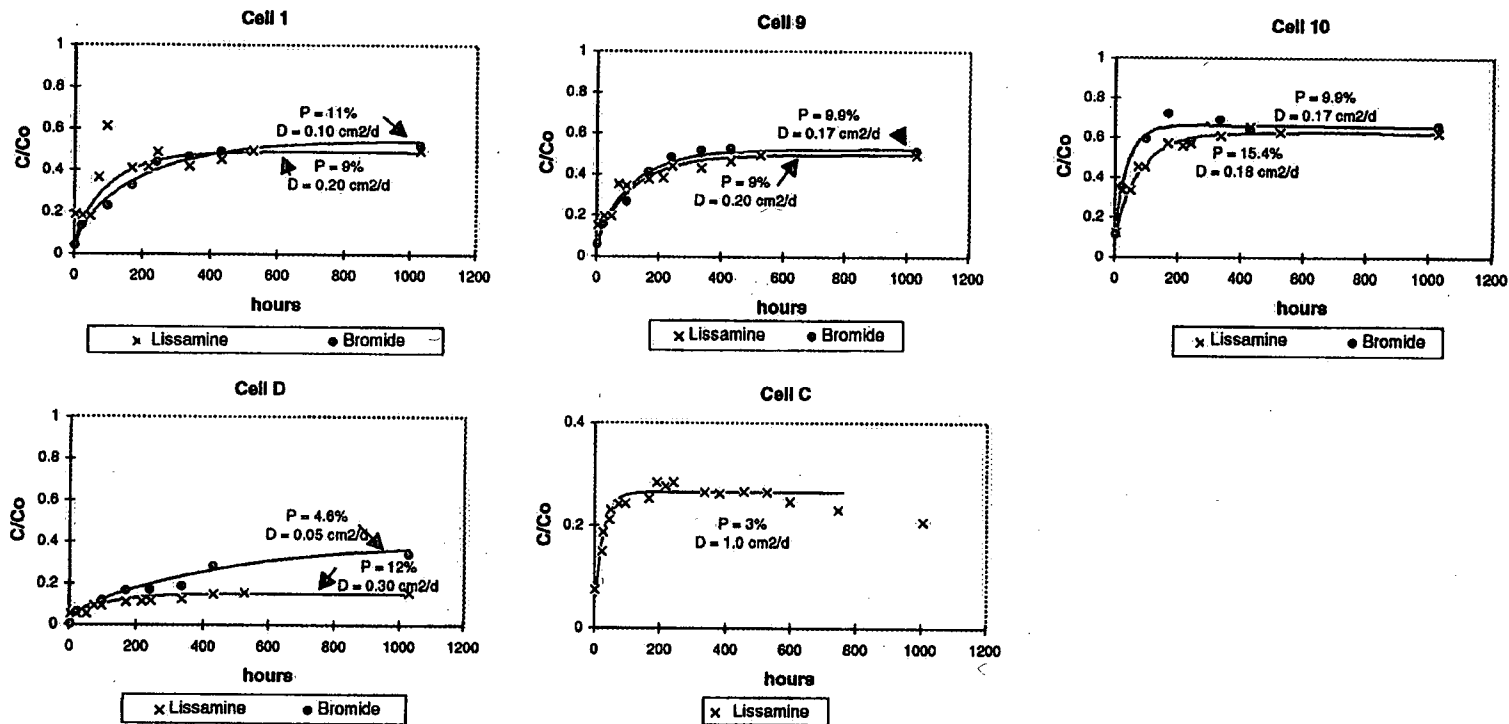 Cell 1
1
0.8
0.6
0.4
0.2
0
C/Co
P = 11%
D = 0.10 cm2/d
P = 9%
D = 0.20 cm2/d
0 200 400 600 800 1000 1200
hours
× Lissamine ● Bromide
Cell 9
1
0.8
0.6
0.4
0.2
0
C/Co
P = 9.9%
D = 0.17 cm2/d
P = 9%
D = 0.20 cm2/d
0 200 400 600 800 1000 1200
hours
× Lissamine ● Bromide
Cell 10
1
0.8
0.6
0.4
0.2
0
C/Co
P = 9.9%
D = 0.17 cm2/d
P = 15.4%
D = 0.18 cm2/d
0 200 400 600 800 1000 1200
hours
× Lissamine ● Bromide
Cell D
1
0.8
0.6
0.4
0.2
0
C/Co
P = 4.6%
D = 0.05 cm2/d
P = 12%
D = 0.30 cm2/d
0 200 400 600 800 1000 1200
hours
× Lissamine ● Bromide
Cell C
0.4
0.2
0
C/Co
P = 3%
D = 1.0 cm2/d
0 200 400 600 800 1000 1200
hours
× Lissamine